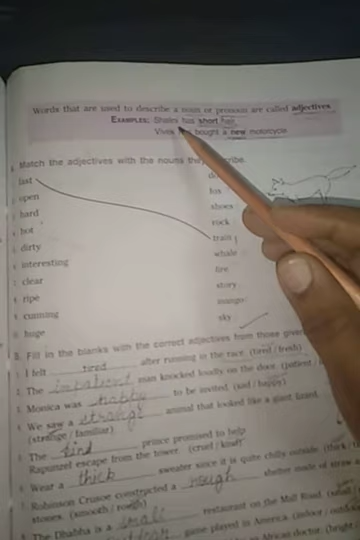 Words that are used to describe a noun or pronoun are called adjectives
EXAMPLES: Shalini has short hair.
Vivek bought a new motorcycle.
Match the adjectives with the nouns they describe.
fast
open
fox
hard
shoes
hot
rock
dirty
train
interesting
whale
clear
fire
ripe
story
cunning
mango
huge
sky
B. Fill in the blanks with the correct adjectives from those given
1. I felt tired after running in the race. (tired / fresh)
2. The impatient man knocked loudly on the door. (patient /
3. Monica was happy to be invited. (sad / happy)
4. We saw a strange animal that looked like a giant lizard.
(strange / familiar)
5. The kind prince promised to help
Rapunzel escape from the tower. (cruel / kind)
6. Wear a thick sweater since it is quite chilly outside. (thick /
7. Robinson Crusoe constructed a rough shelter made of straw
stones. (smooth / rough)
8. The Dhabha is a small restaurant on the Mall Road.
game played in America. (indoor /
African doctor.